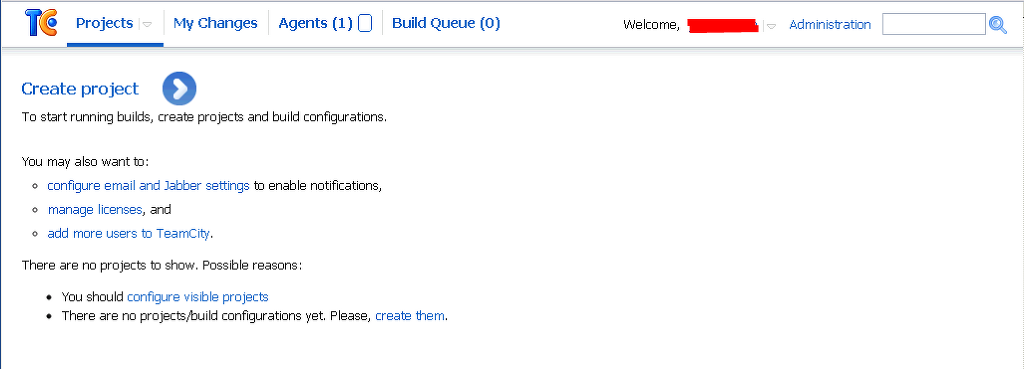 TC
Projects
My Changes
Agents (1)
Build Queue (0)
Welcome,
Administration
Create project
To start running builds, create projects and build configurations.
You may also want to:
configure email and Jabber settings to enable notifications,
manage licenses, and
add more users to TeamCity.
There are no projects to show. Possible reasons:
You should configure visible projects
There are no projects/build configurations yet. Please, create them.